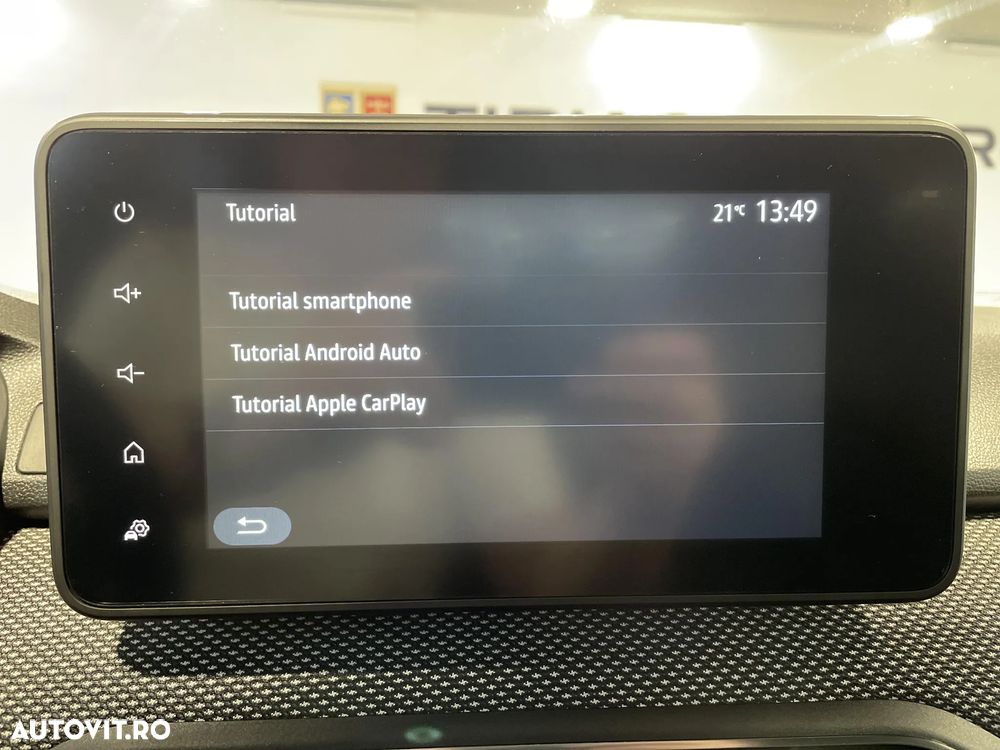 Tutorial
21°C 13:49
Tutorial smartphone
Tutorial Android Auto
Tutorial Apple CarPlay
AUTOVIT.RO